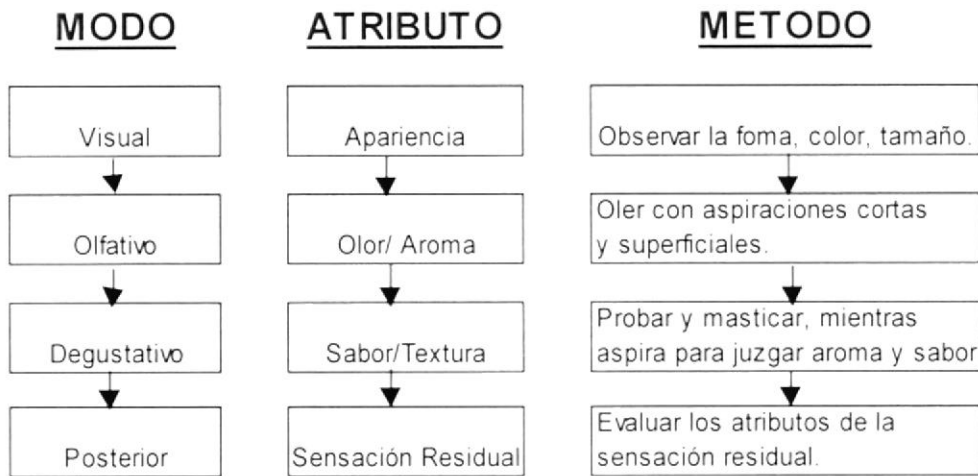 MODO
ATRIBUTO
METODO
Visual
Apariencia
Observar la foma, color, tamaño.
Olfativo
Olor/ Aroma
Oler con aspiraciones cortas
y superficiales.
Degustativo
Sabor/Textura
Probar y masticar, mientras
aspira para juzgar aroma y sabor
Posterior
Sensación Residual
Evaluar los atributos de la
sensación residual.